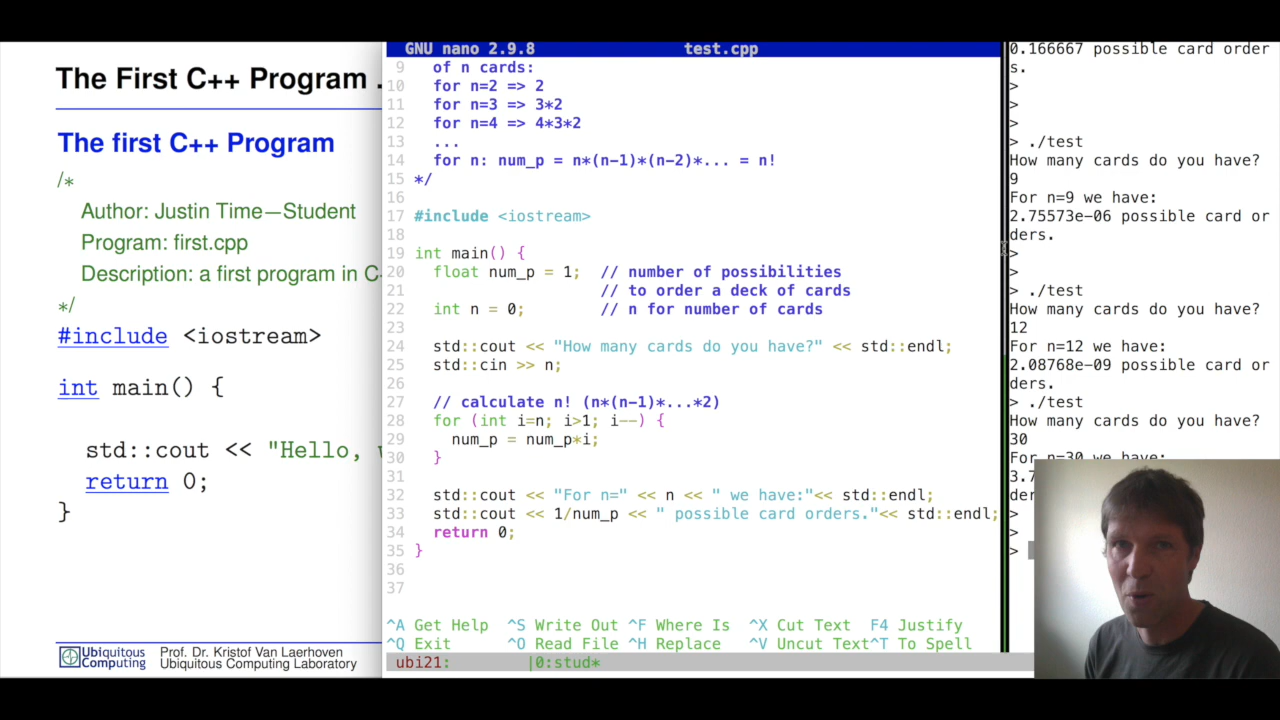 The First C++ Program .
The first C++ Program
/*
Author: Justin Time—Student
Program: first.cpp
Description: a first program in C
*/
#include <iostream>
int main() {
std::cout << "Hello, w
return 0;
}
Ubiquitous
Computing
Prof. Dr. Kristof Van Laerhoven
Ubiquitous Computing Laboratory
GNU nano 2.9.8 test.cpp
9 of n cards:
10 for n=2 => 2
11 for n=3 => 3*2
12 for n=4 => 4*3*2
13 ...
14 for n: num_p = n*(n-1)*(n-2)*... = n!
15 */
16
17 #include <iostream>
18
19 int main() {
20 float num_p = 1; // number of possibilities
21 // to order a deck of cards
22 int n = 0; // n for number of cards
23
24 std::cout << "How many cards do you have?" << std::endl;
25 std::cin >> n;
26
27 // calculate n! (n*(n-1)*...*2)
28 for (int i=n; i>1; i--) {
29 num_p = num_p*i;
30 }
31
32 std::cout << "For n=" << n << " we have:"<< std::endl;
33 std::cout << 1/num_p << " possible card orders."<< std::endl;
34 return 0;
35 }
36
37
^A Get Help ^S Write Out ^F Where Is ^X Cut Text F4 Justify
^Q Exit ^O Read File ^H Replace ^V Uncut Text ^T To Spell
ubi21: |0:stud*
0.166667 possible card order
s.
>
>
>
> ./test
How many cards do you have?
9
For n=9 we have:
2.75573e-06 possible card or
ders.
>
>
> ./test
How many cards do you have?
12
For n=12 we have:
2.08768e-09 possible card or
ders.
> ./test
How many cards do you have?
30
For n=30 we have:
3.7
der
>
>
>